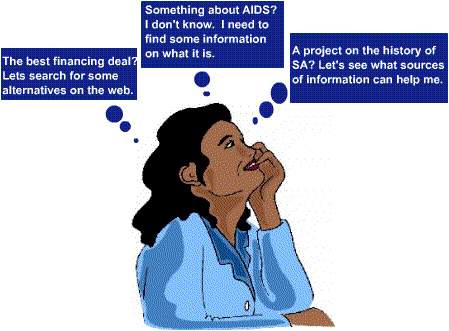 The best financing deal?
Lets search for some
alternatives on the web.
Something about AIDS?
I don't know.  I need to
find some information
on what it is.
A project on the history of
SA? Let's see what sources
of information can help me.